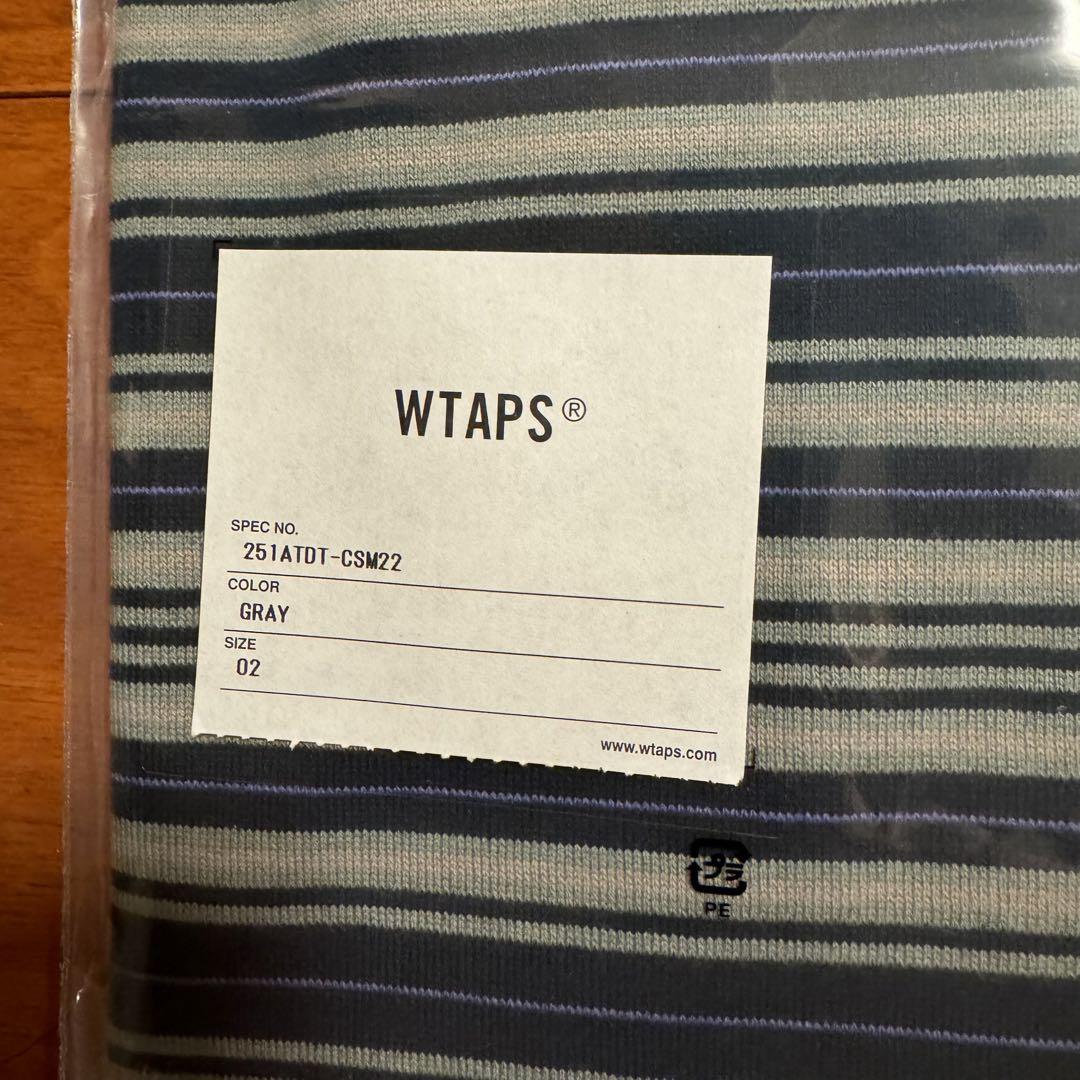 WTAPS®
SPEC NO.
251ATDT-CSM22
COLOR
GRAY
SIZE
02
www.wtaps.com
プラ
PE